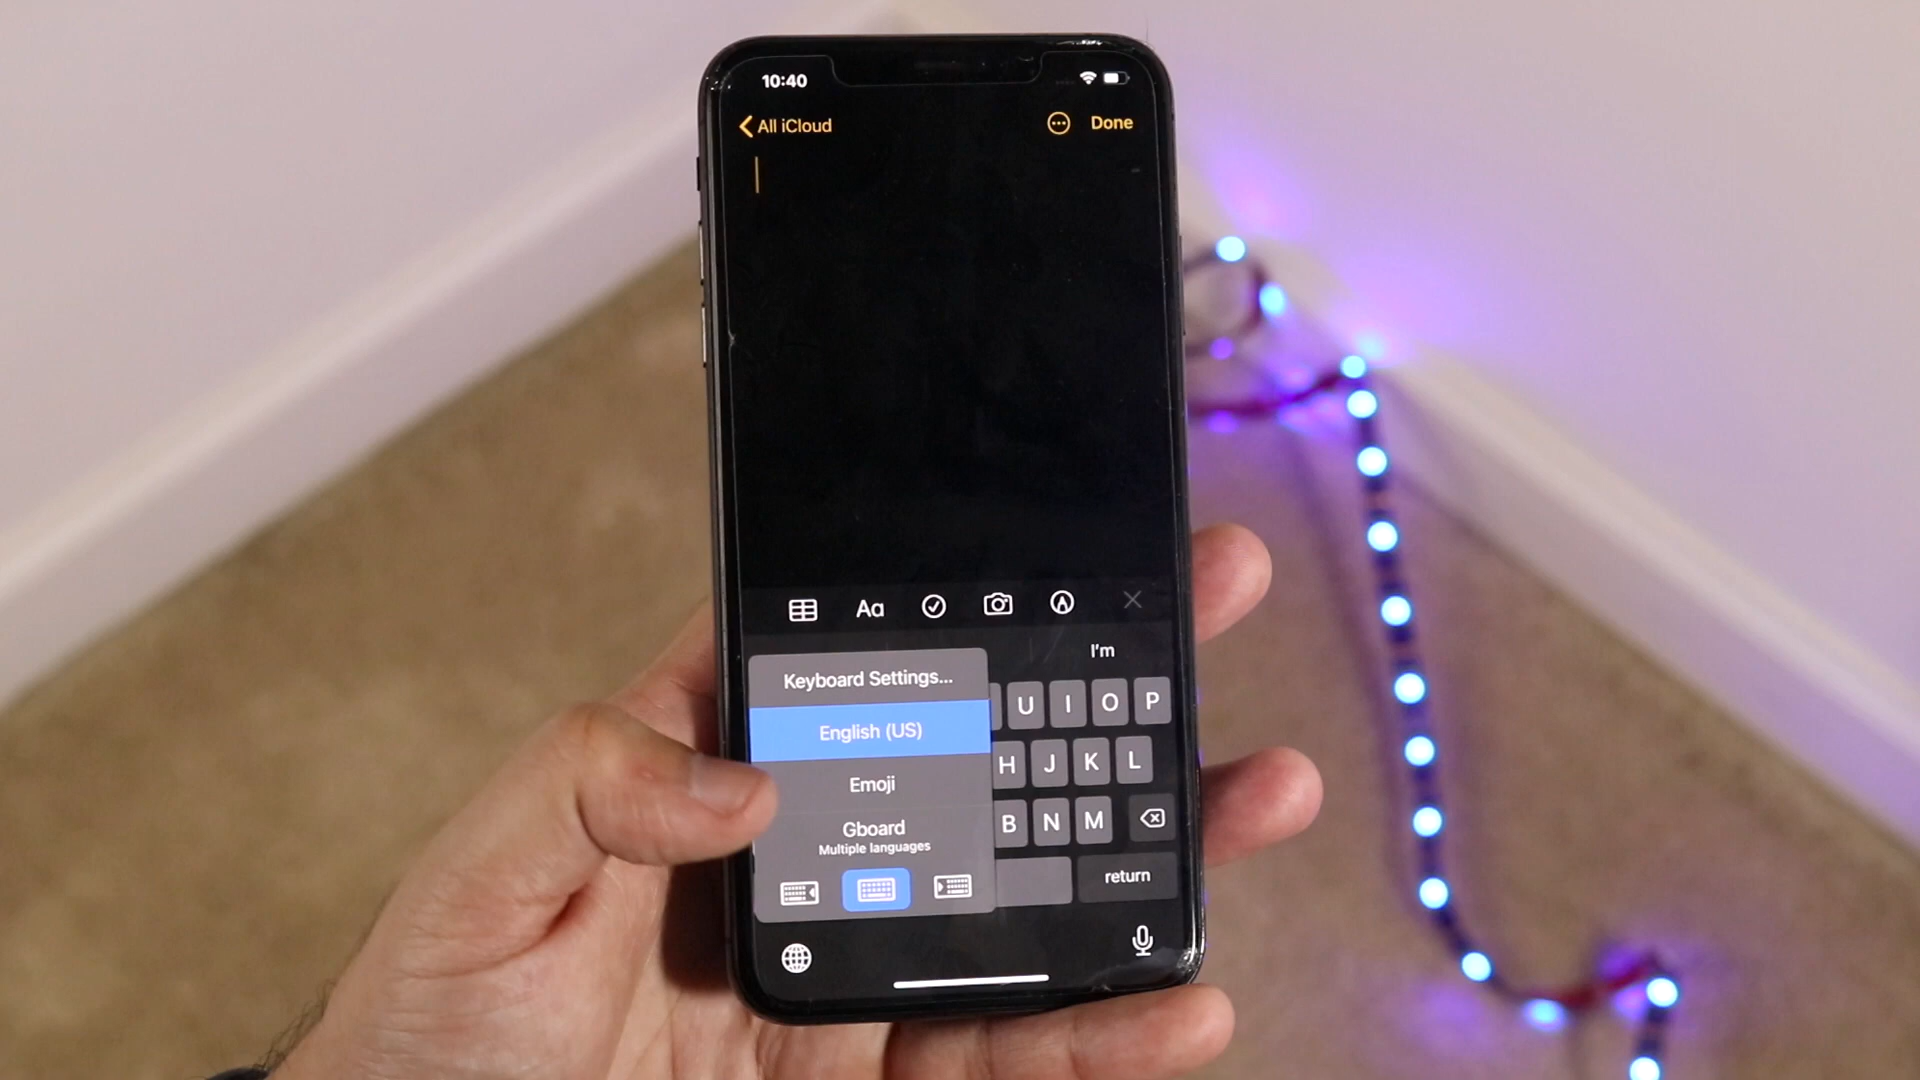 10:40
All iCloud
Done
Aa
I'm
Keyboard Settings...
English (US)
Emoji
Gboard
Multiple languages
U I O P
H J K L
B N M
return